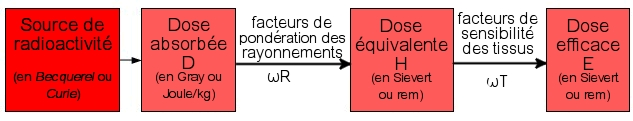 Source de
radioactivité
(en Becquerel ou
Curie)
Dose
absorbée
D
(en Gray ou
Joule/kg)
facteurs de
pondération des
rayonnements
ωR
Dose
équivalente
H
(en Sievert
ou rem)
facteurs de
sensibilité
des tissus
ωT
Dose
efficace
E
(en Sievert
ou rem)